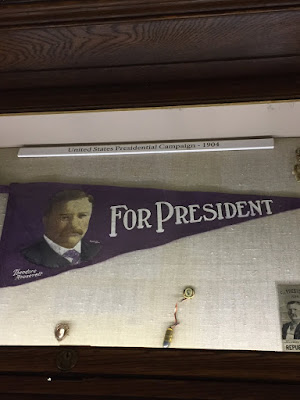 United States Presidential Campaign - 1904
FOR PRESIDENT
Theodore
Roosevelt